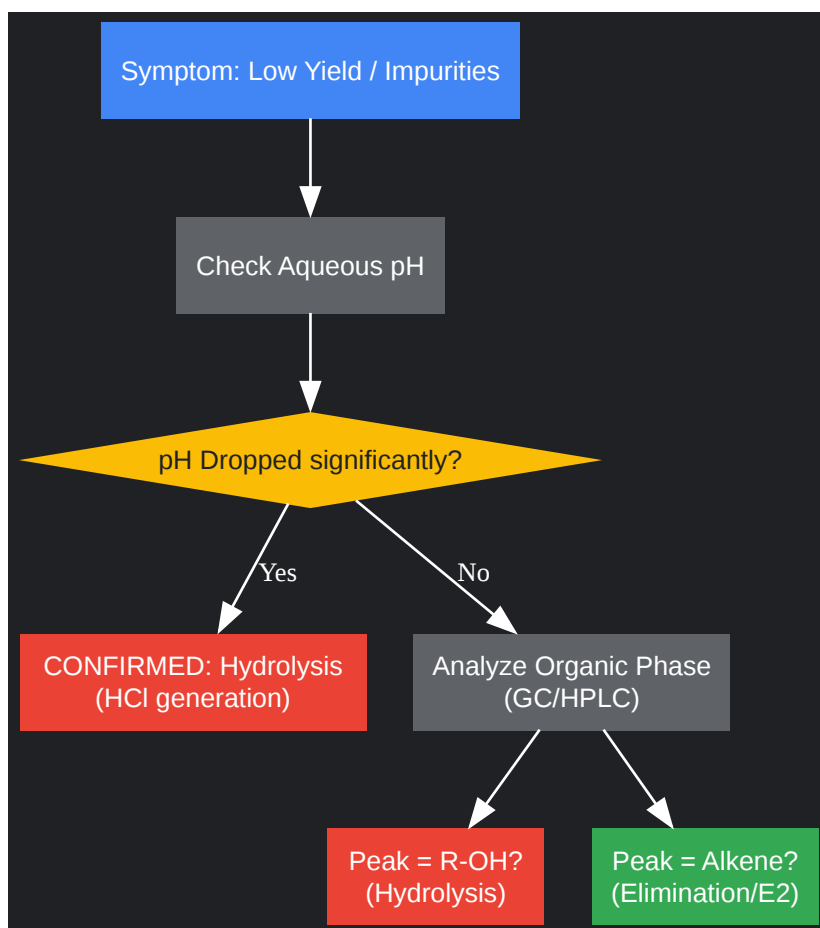 Symptom: Low Yield / Impurities
Check Aqueous pH
pH Dropped significantly?
Yes
No
CONFIRMED: Hydrolysis
(HCl generation)
Analyze Organic Phase
(GC/HPLC)
Peak = R-OH?
(Hydrolysis)
Peak = Alkene?
(Elimination/E2)